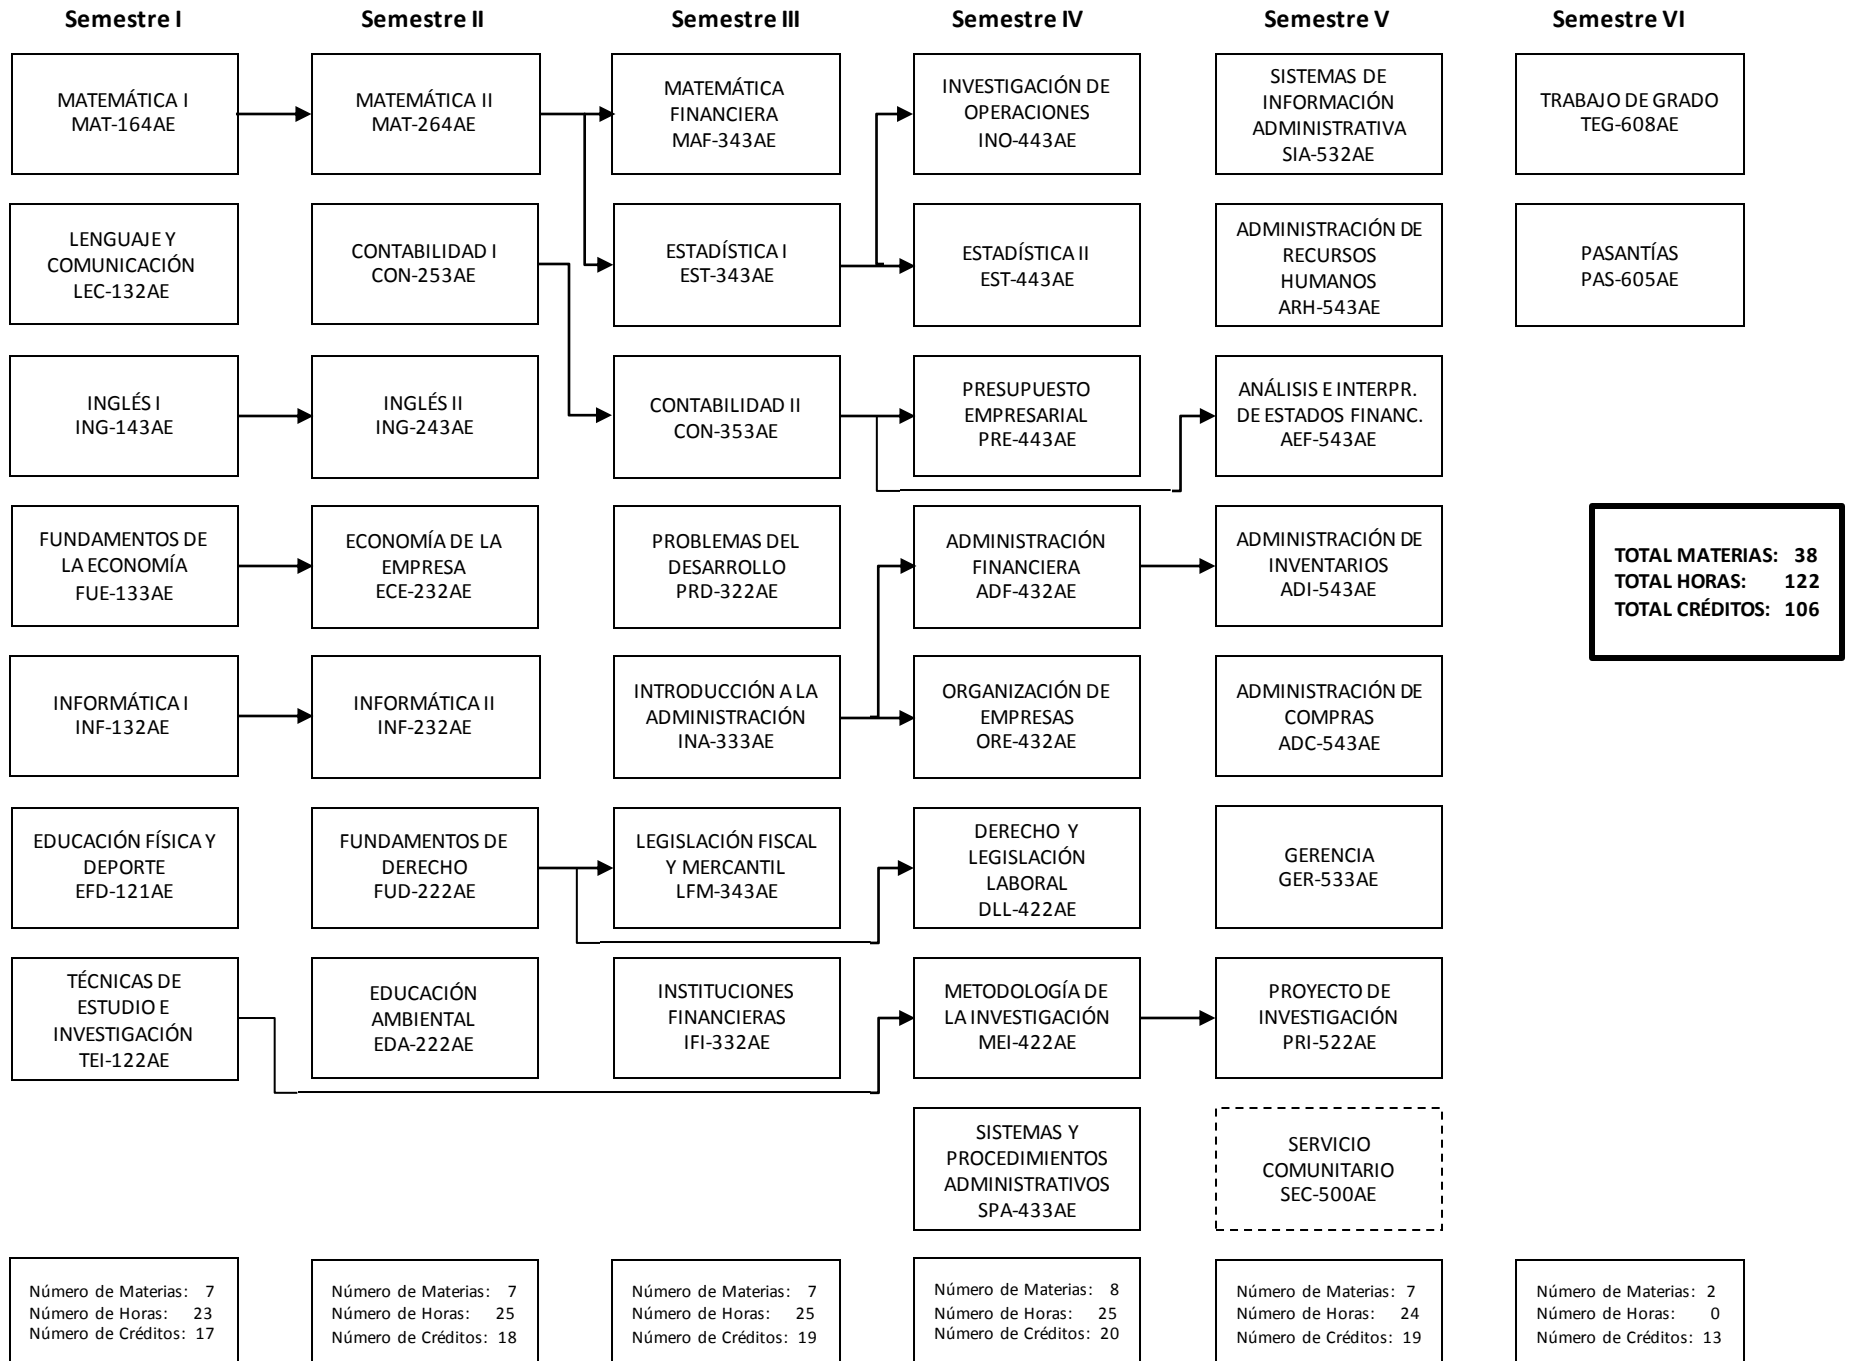 Semestre I
Semestre II
Semestre III
Semestre IV
Semestre V
Semestre VI
MATEMÁTICA I
MAT-164AE
MATEMÁTICA II
MAT-264AE
MATEMÁTICA
FINANCIERA
MAF-343AE
INVESTIGACIÓN DE
OPERACIONES
INO-443AE
SISTEMAS DE
INFORMACIÓN
ADMINISTRATIVA
SIA-532AE
TRABAJO DE GRADO
TEG-608AE
LENGUAJE Y
COMUNICACIÓN
LEC-132AE
CONTABILIDAD I
CON-253AE
ESTADÍSTICA I
EST-343AE
ESTADÍSTICA II
EST-443AE
ADMINISTRACIÓN DE
RECURSOS
HUMANOS
ARH-543AE
PASANTÍAS
PAS-605AE
INGLÉS I
ING-143AE
INGLÉS II
ING-243AE
CONTABILIDAD II
CON-353AE
PRESUPUESTO
EMPRESARIAL
PRE-443AE
ANÁLISIS E INTERPR.
DE ESTADOS FINANC.
AEF-543AE
FUNDAMENTOS DE
LA ECONOMÍA
FUE-133AE
ECONOMÍA DE LA
EMPRESA
ECE-232AE
PROBLEMAS DEL
DESARROLLO
PRD-322AE
ADMINISTRACIÓN
FINANCIERA
ADF-432AE
ADMINISTRACIÓN DE
INVENTARIOS
ADI-543AE
TOTAL MATERIAS: 38
TOTAL HORAS: 122
TOTAL CRÉDITOS: 106
INFORMÁTICA I
INF-132AE
INFORMÁTICA II
INF-232AE
INTRODUCCIÓN A LA
ADMINISTRACIÓN
INA-333AE
ORGANIZACIÓN DE
EMPRESAS
ORE-432AE
ADMINISTRACIÓN DE
COMPRAS
ADC-543AE
EDUCACIÓN FÍSICA Y
DEPORTE
EFD-121AE
FUNDAMENTOS DE
DERECHO
FUD-222AE
LEGISLACIÓN FISCAL
Y MERCANTIL
LFM-343AE
DERECHO Y
LEGISLACIÓN
LABORAL
DLL-422AE
GERENCIA
GER-533AE
TÉCNICAS DE
ESTUDIO E
INVESTIGACIÓN
TEI-122AE
EDUCACIÓN
AMBIENTAL
EDA-222AE
INSTITUCIONES
FINANCIERAS
IFI-332AE
METODOLOGÍA DE
LA INVESTIGACIÓN
MEI-422AE
PROYECTO DE
INVESTIGACIÓN
PRI-522AE
SISTEMAS Y
PROCEDIMIENTOS
ADMINISTRATIVOS
SPA-433AE
SERVICIO
COMUNITARIO
SEC-500AE
Número de Materias: 7
Número de Horas: 23
Número de Créditos: 17
Número de Materias: 7
Número de Horas: 25
Número de Créditos: 18
Número de Materias: 7
Número de Horas: 25
Número de Créditos: 19
Número de Materias: 8
Número de Horas: 25
Número de Créditos: 20
Número de Materias: 7
Número de Horas: 24
Número de Créditos: 19
Número de Materias: 2
Número de Horas: 0
Número de Créditos: 13